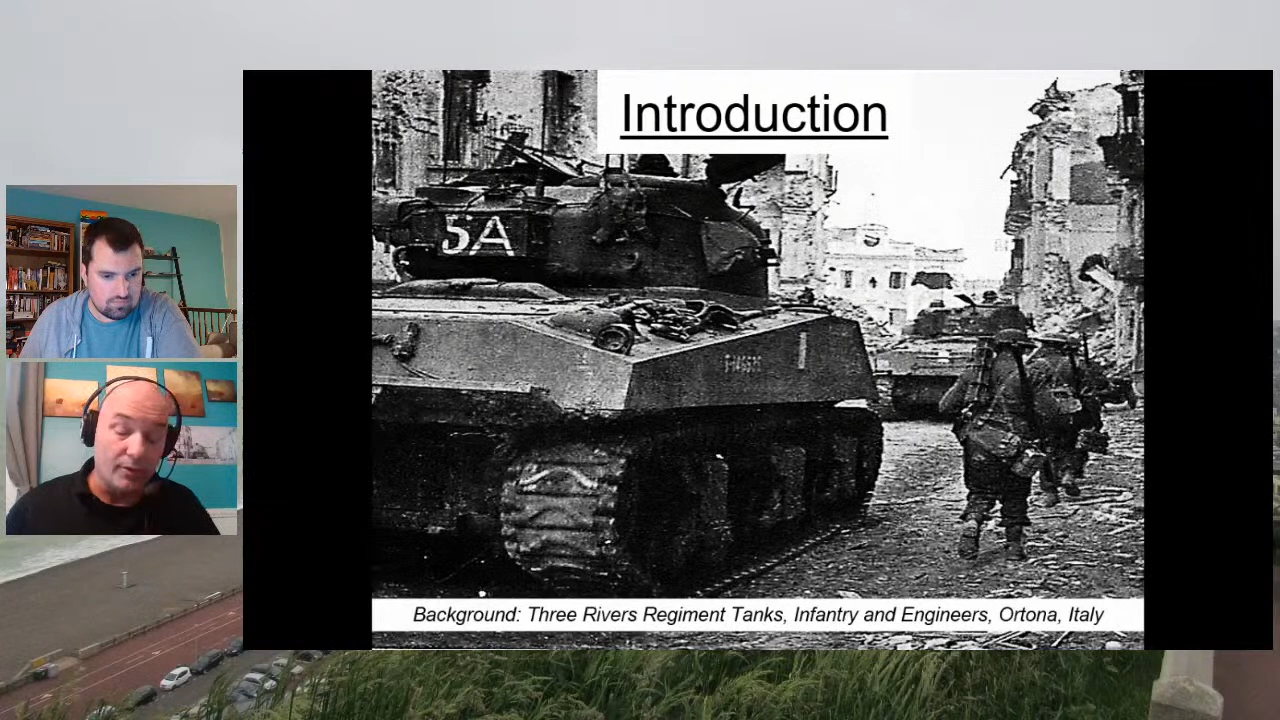 Introduction
5A
Background: Three Rivers Regiment Tanks, Infantry and Engineers, Ortona, Italy